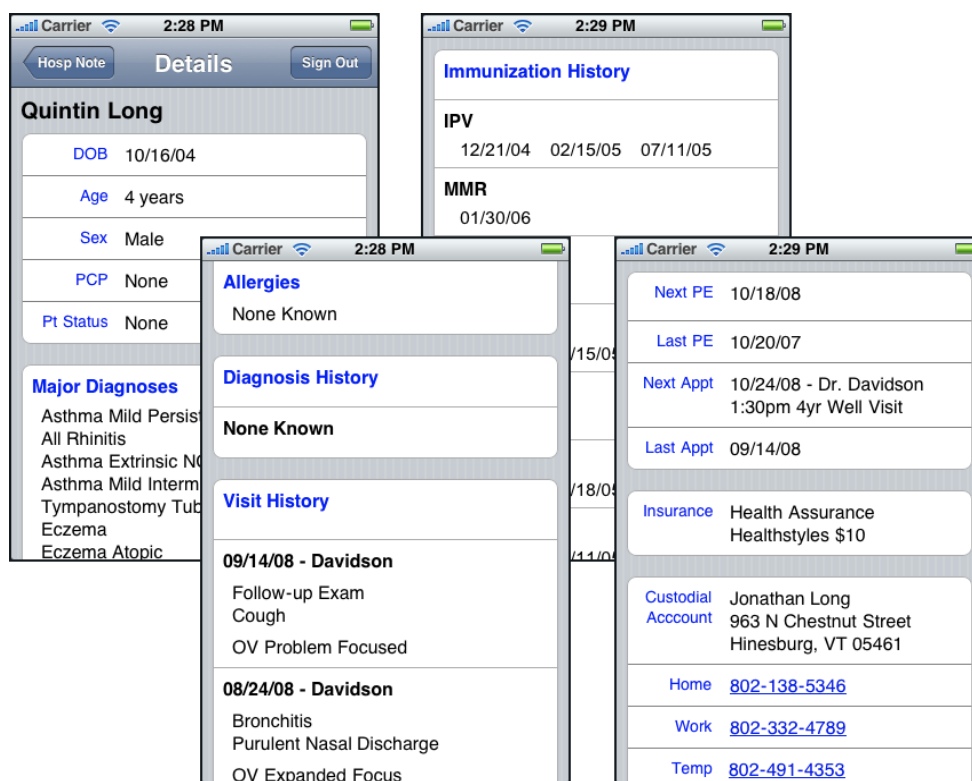 Carrier 2:28 PM
Hosp Note Details Sign Out
Quintin Long
DOB 10/16/04
Age 4 years
Sex Male
PCP None
Pt Status None
Major Diagnoses
Asthma Mild
All Rhinitis
Asthma Extrinsic
Asthma Mild
Tympanostomy
Eczema
Eczema Atopic
Carrier 2:29 PM
Immunization History
IPV
12/21/04 02/15/05 07/11/05
MMR
01/30/06
Carrier 2:28 PM
Allergies
None Known
Diagnosis History
None Known
Visit History
09/14/08 - Davidson
Follow-up Exam
Cough
OV Problem Focused
08/24/08 - Davidson
Bronchitis
Purulent Nasal Discharge
OV Expanded Focus
Carrier 2:29 PM
Next PE 10/18/08
Last PE 10/20/07
Next Appt 10/24/08 - Dr. Davidson
1:30pm 4yr Well Visit
Last Appt 09/14/08
Insurance Health Assurance
Healthstyles $10
Custodial Jonathan Long
Acccount 963 N Chestnut Street
Hinesburg, VT 05461
Home 802-138-5346
Work 802-332-4789
Temp 802-491-4353